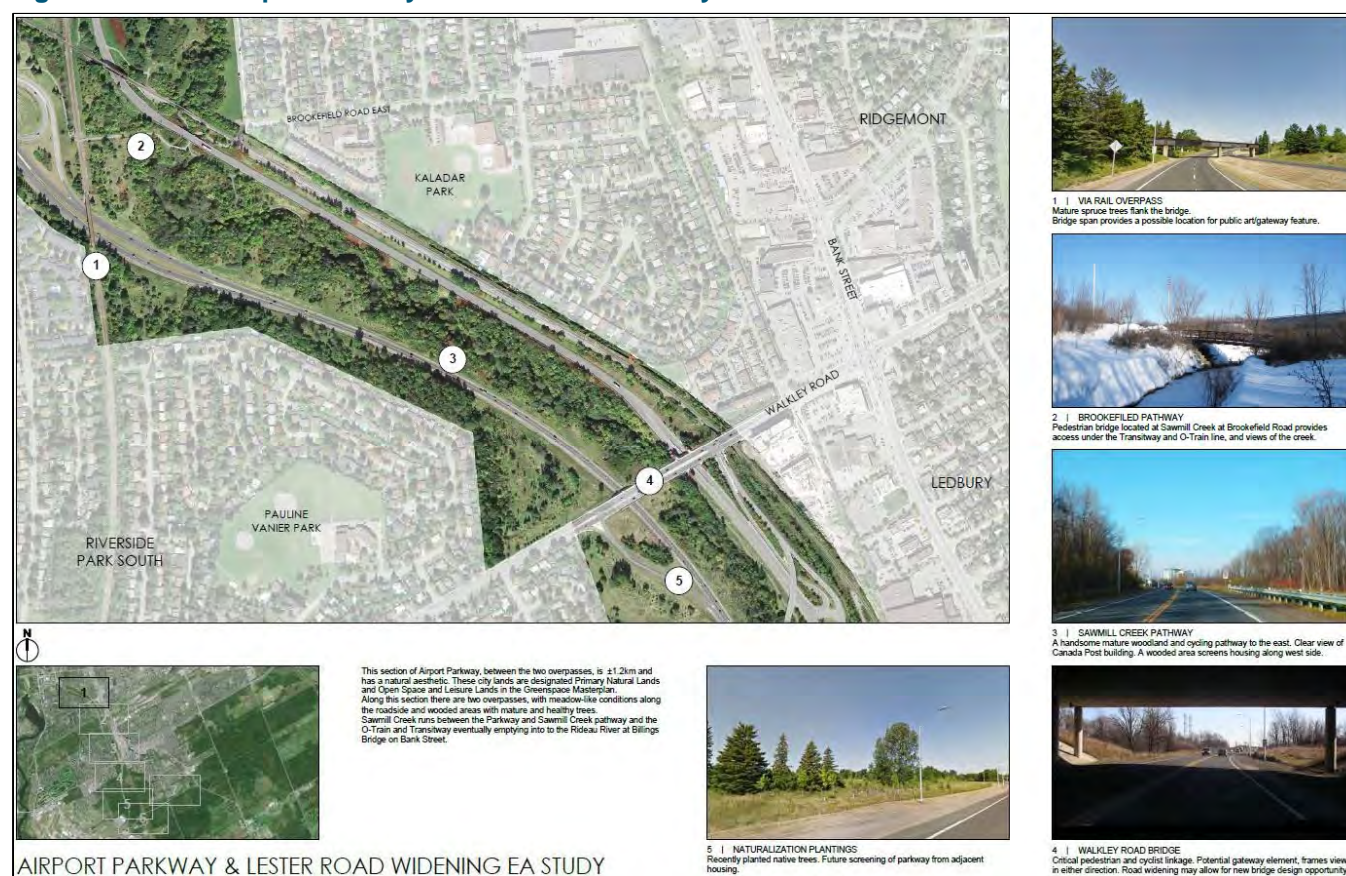 BROOKEFIELD ROAD EAST
RIDGEMONT
2
KALADAR
PARK
BANK STREET
1
3
WALKLEY ROAD
4
LEDBURY
PAULINE
VANIER PARK
RIVERSIDE
PARK SOUTH
5
N
1
5
This section of Airport Parkway, between the two overpasses, is ±1.2km and
has a natural aesthetic. These city lands are designated Primary Natural Lands
and Open Space and Leisure Lands in the Greenspace Masterplan.
Along this section there are two overpasses, with meadow-like conditions along
the roadside and wooded areas with mature and healthy trees.
Sawmill Creek runs between the Parkway and Sawmill Creek pathway and the
O-Train and Transitway eventually emptying into to the Rideau River at Billings
Bridge on Bank Street.
1 | VIA RAIL OVERPASS
Mature spruce trees flank the bridge.
Bridge span provides a possible location for public art/gateway feature.
2 | BROOKEFILED PATHWAY
Pedestrian bridge located at Sawmill Creek at Brookefield Road provides
access under the Transitway and O-Train line, and views of the creek.
3 | SAWMILL CREEK PATHWAY
A handsome mature woodland and cycling pathway to the east. Clear view of
Canada Post building. A wooded area screens housing along west side.
4 | WALKLEY ROAD BRIDGE
Critical pedestrian and cyclist linkage. Potential gateway element, frames view
in either direction. Road widening may allow for new bridge design opportunity
5 | NATURALIZATION PLANTINGS
Recently planted native trees. Future screening of parkway from adjacent
housing.
AIRPORT PARKWAY & LESTER ROAD WIDENING EA STUDY